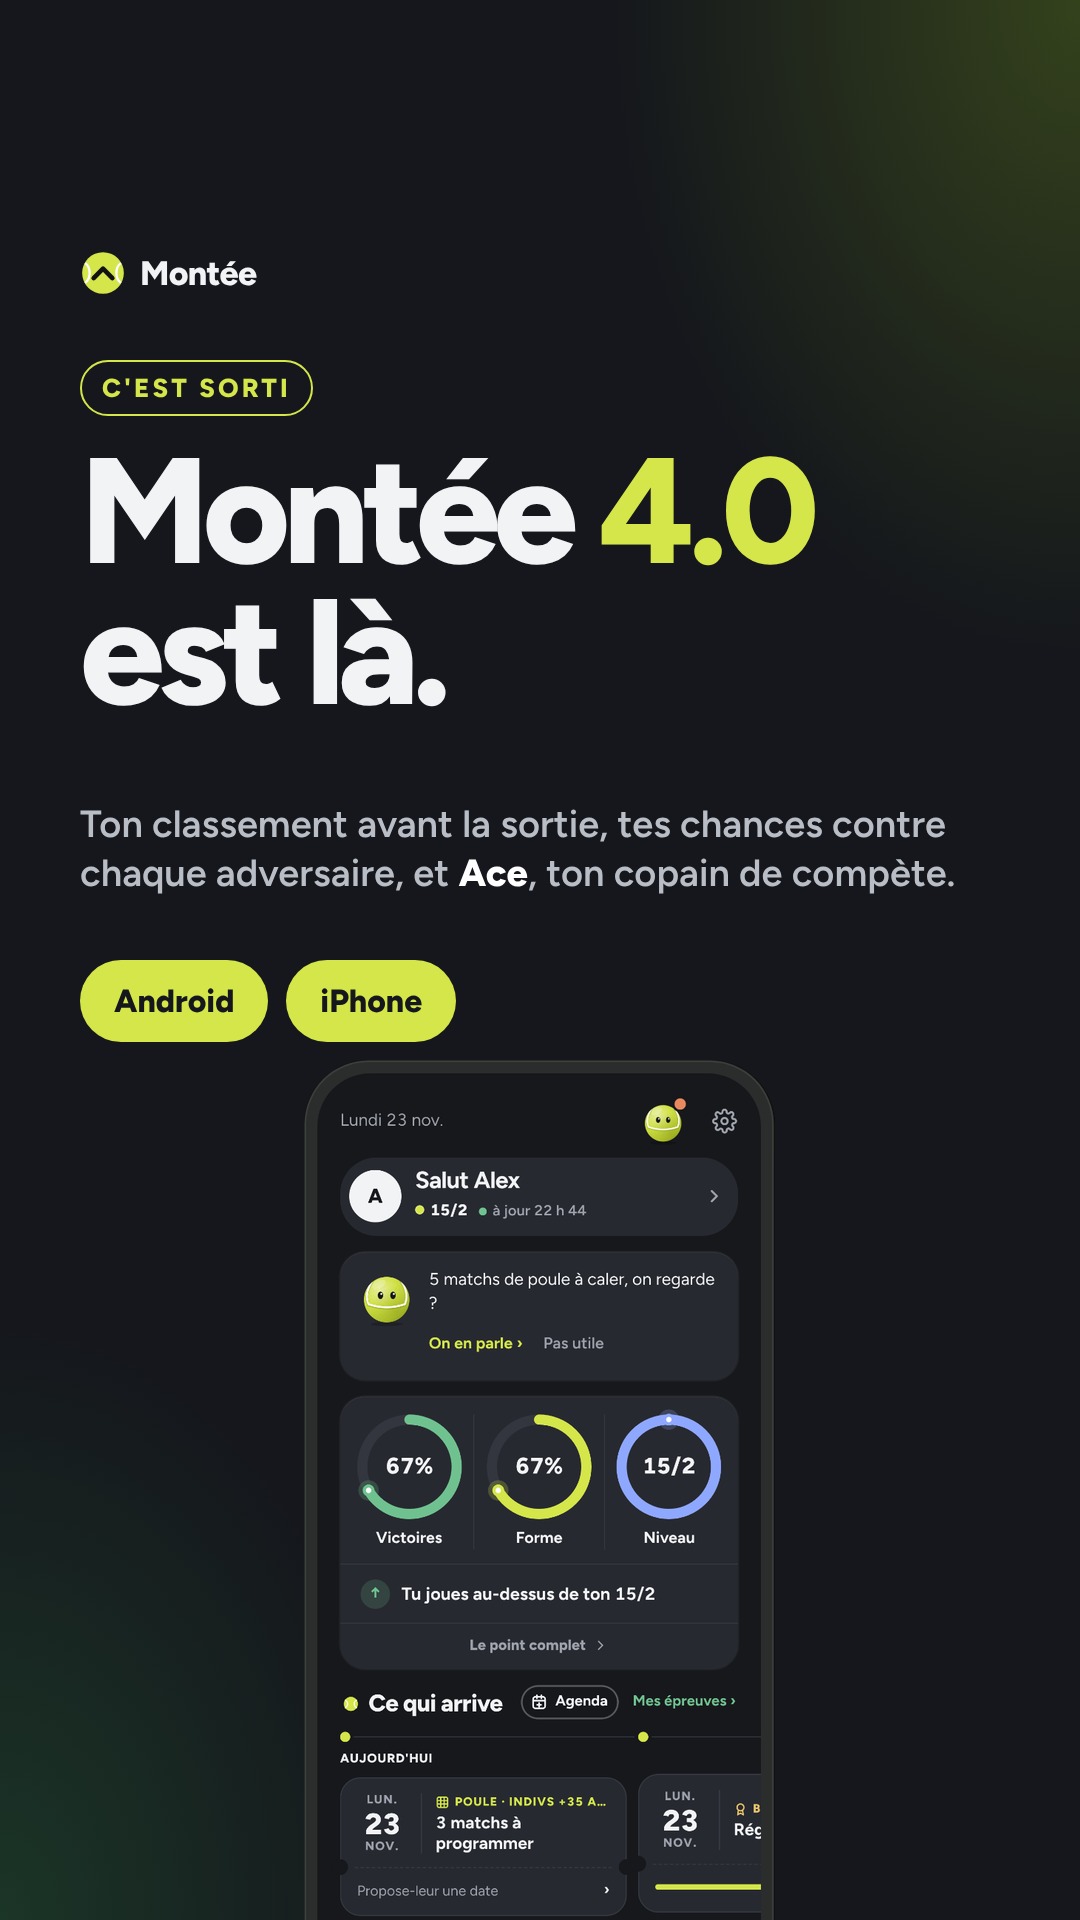 Montée
C'EST SORTI
Montée 4.0
est là.
Ton classement avant la sortie, tes chances contre
chaque adversaire, et Ace, ton copain de compète.
Android
iPhone
Lundi 23 nov.
A
Salut Alex
15/2 à jour 22 h 44
5 matchs de poule à caler, on regarde
?
On en parle › Pas utile
67% 67% 15/2
Victoires Forme Niveau
Tu joues au-dessus de ton 15/2
Le point complet ›
Ce qui arrive Agenda Mes épreuves ›
AUJOURD'HUI
LUN.
23
NOV.
POULE · INDIVS +35 A...
3 matchs à
programmer
Propose-leur une date ›
LUN.
23
NOV.